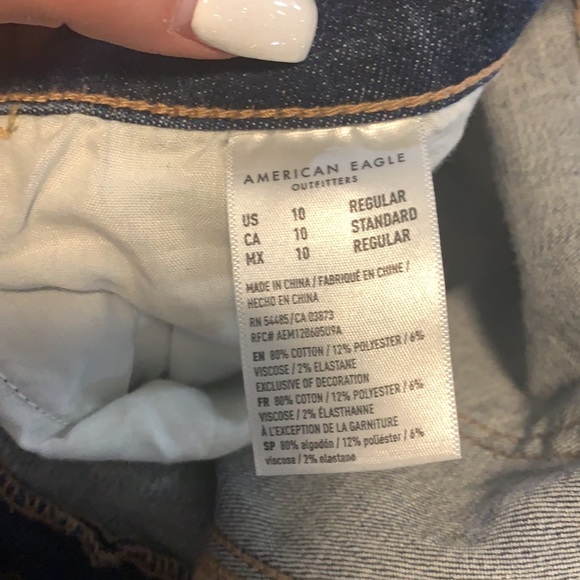 AMERICAN EAGLE
OUTFITTERS
US 10 REGULAR
CA 10 STANDARD
MX 10 REGULAR
MADE IN CHINA / FABRIQUÉ EN CHINE /
HECHO EN CHINA
RN 54485/CA 03873
RFC# AEM120605U9A
EN 80% COTTON / 12% POLYESTER / 6%
VISCOSE / 2% ELASTANE
EXCLUSIVE OF DECORATION
FR 80% COTON / 12% POLYESTER / 6%
VISCOSE / 2% ÉLASTHANNE
À L'EXCEPTION DE LA GARNITURE
SP 80% algodón / 12% poliéster / 6%
viscosa / 2% elastano